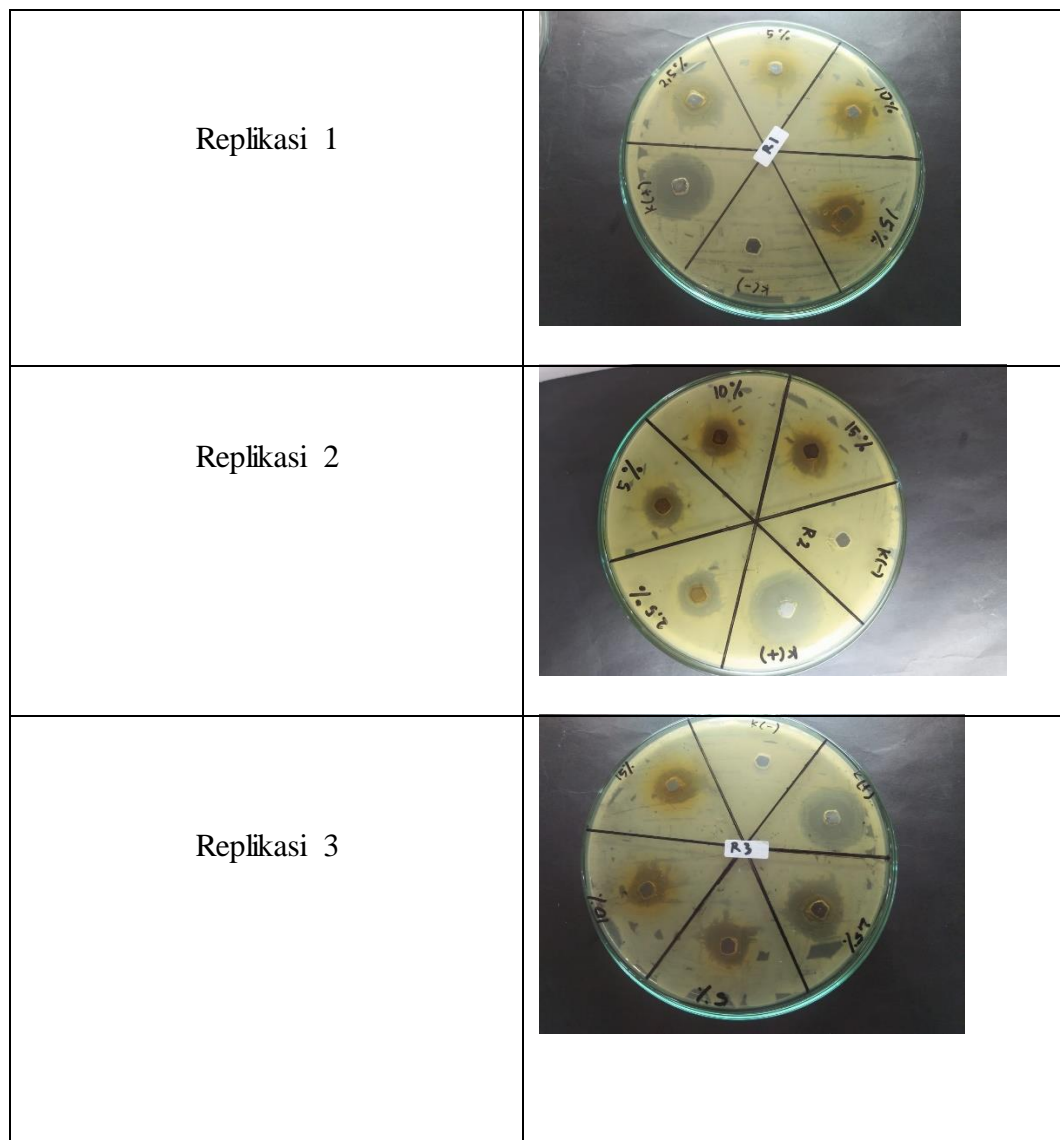 Replikasi 1
5%
2,5%
10%
R1
K(+)
15%
K(-)
Replikasi 2
10%
15%
% 5
R2
K(-)
2.5%
K(+)
Replikasi 3
K(-)
15%
R3
10%
5%